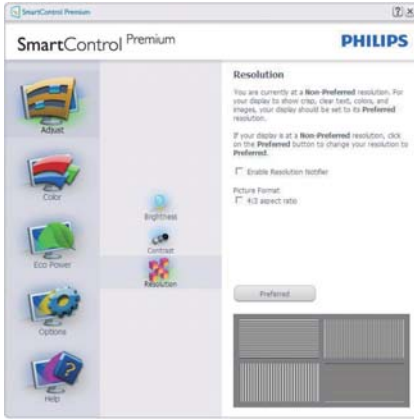 SmartControl Premium
SmartControl Premium
PHILIPS
Adjust
Color
Eco Power
Options
Help
Brightness
Contrast
Resolution
Resolution
You are currently at a Non-Preferred resolution. For
your display to show crisp, clear text, colors, and
images, your display should be set to its Preferred
resolution.
If your display is at a Non-Preferred resolution, click
on the Preferred button to change your resolution to
Preferred.
Enable Resolution Notifier
Picture Format
4:3 aspect ratio
Preferred